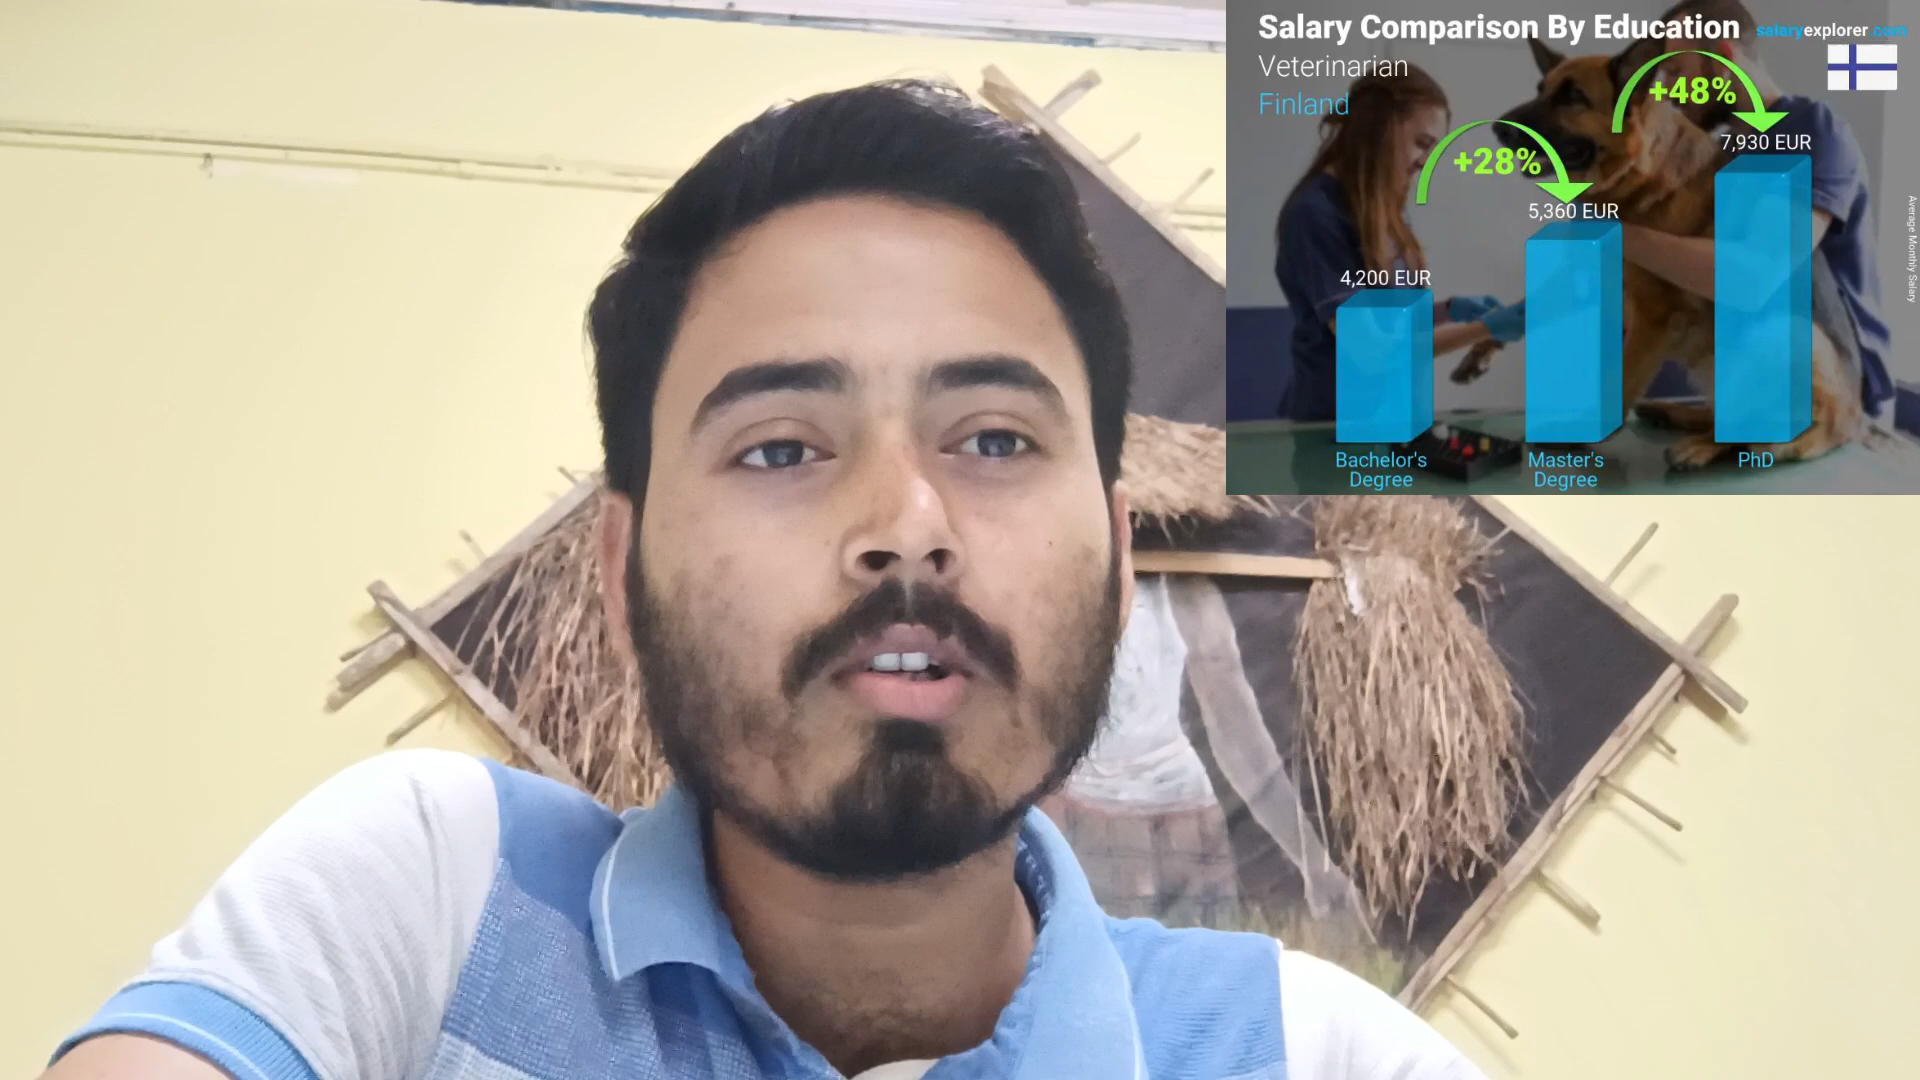 Salary Comparison By Education
salaryexplorer.com
Veterinarian
Finland
+48%
7,930 EUR
+28%
5,360 EUR
4,200 EUR
Average Monthly Salary
Bachelor's
Degree
Master's
Degree
PhD